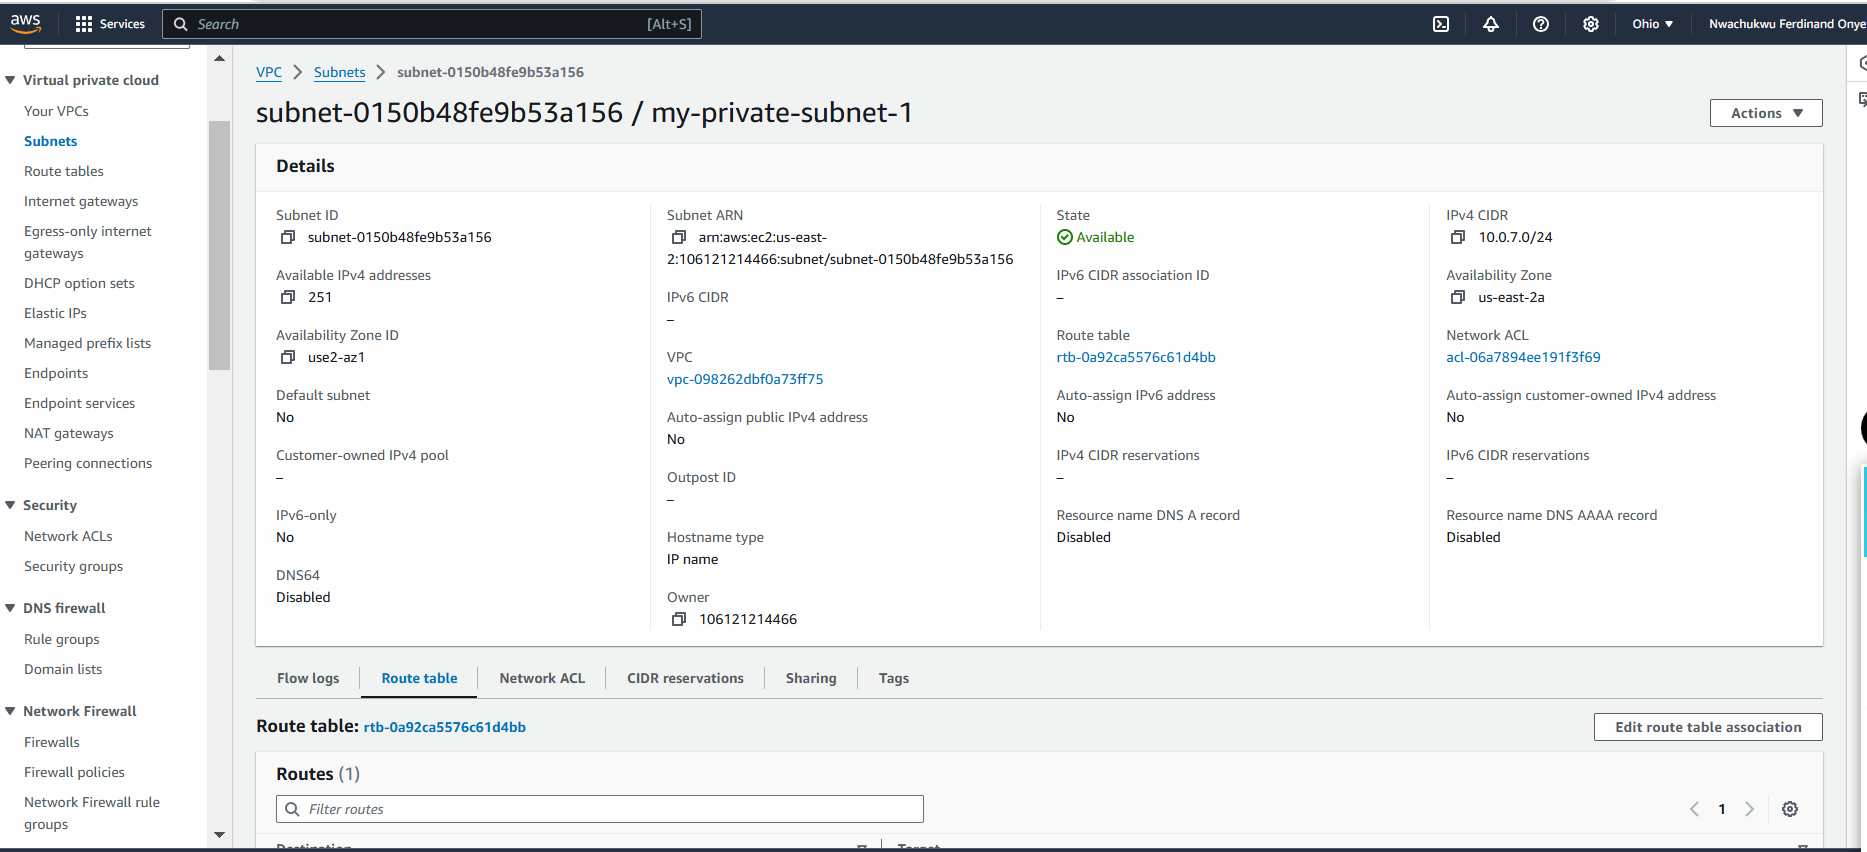 aws
Services
Search
[Alt+S]
Ohio
Nwachukwu Ferdinand Onye
Virtual private cloud
Your VPCs
Subnets
Route tables
Internet gateways
Egress-only internet
gateways
DHCP option sets
Elastic IPs
Managed prefix lists
Endpoints
Endpoint services
NAT gateways
Peering connections
Security
Network ACLs
Security groups
DNS firewall
Rule groups
Domain lists
Network Firewall
Firewalls
Firewall policies
Network Firewall rule
groups
VPC
Subnets
subnet-0150b48fe9b53a156
subnet-0150b48fe9b53a156 / my-private-subnet-1
Actions
Details
Subnet ID
subnet-0150b48fe9b53a156
Available IPv4 addresses
251
Availability Zone ID
use2-az1
Default subnet
No
Customer-owned IPv4 pool
–
IPv6-only
No
DNS64
Disabled
Subnet ARN
arn:aws:ec2:us-east-
2:106121214466:subnet/subnet-0150b48fe9b53a156
IPv6 CIDR
–
VPC
vpc-098262dbf0a73ff75
Auto-assign public IPv4 address
No
Outpost ID
–
Hostname type
IP name
Owner
106121214466
State
Available
IPv6 CIDR association ID
–
Route table
rtb-0a92ca5576c61d4bb
Auto-assign IPv6 address
No
IPv4 CIDR reservations
–
Resource name DNS A record
Disabled
IPv4 CIDR
10.0.7.0/24
Availability Zone
us-east-2a
Network ACL
acl-06a7894ee191f3f69
Auto-assign customer-owned IPv4 address
No
IPv6 CIDR reservations
–
Resource name DNS AAAA record
Disabled
Flow logs
Route table
Network ACL
CIDR reservations
Sharing
Tags
Route table: rtb-0a92ca5576c61d4bb
Edit route table association
Routes (1)
Filter routes
1
Destination
Target